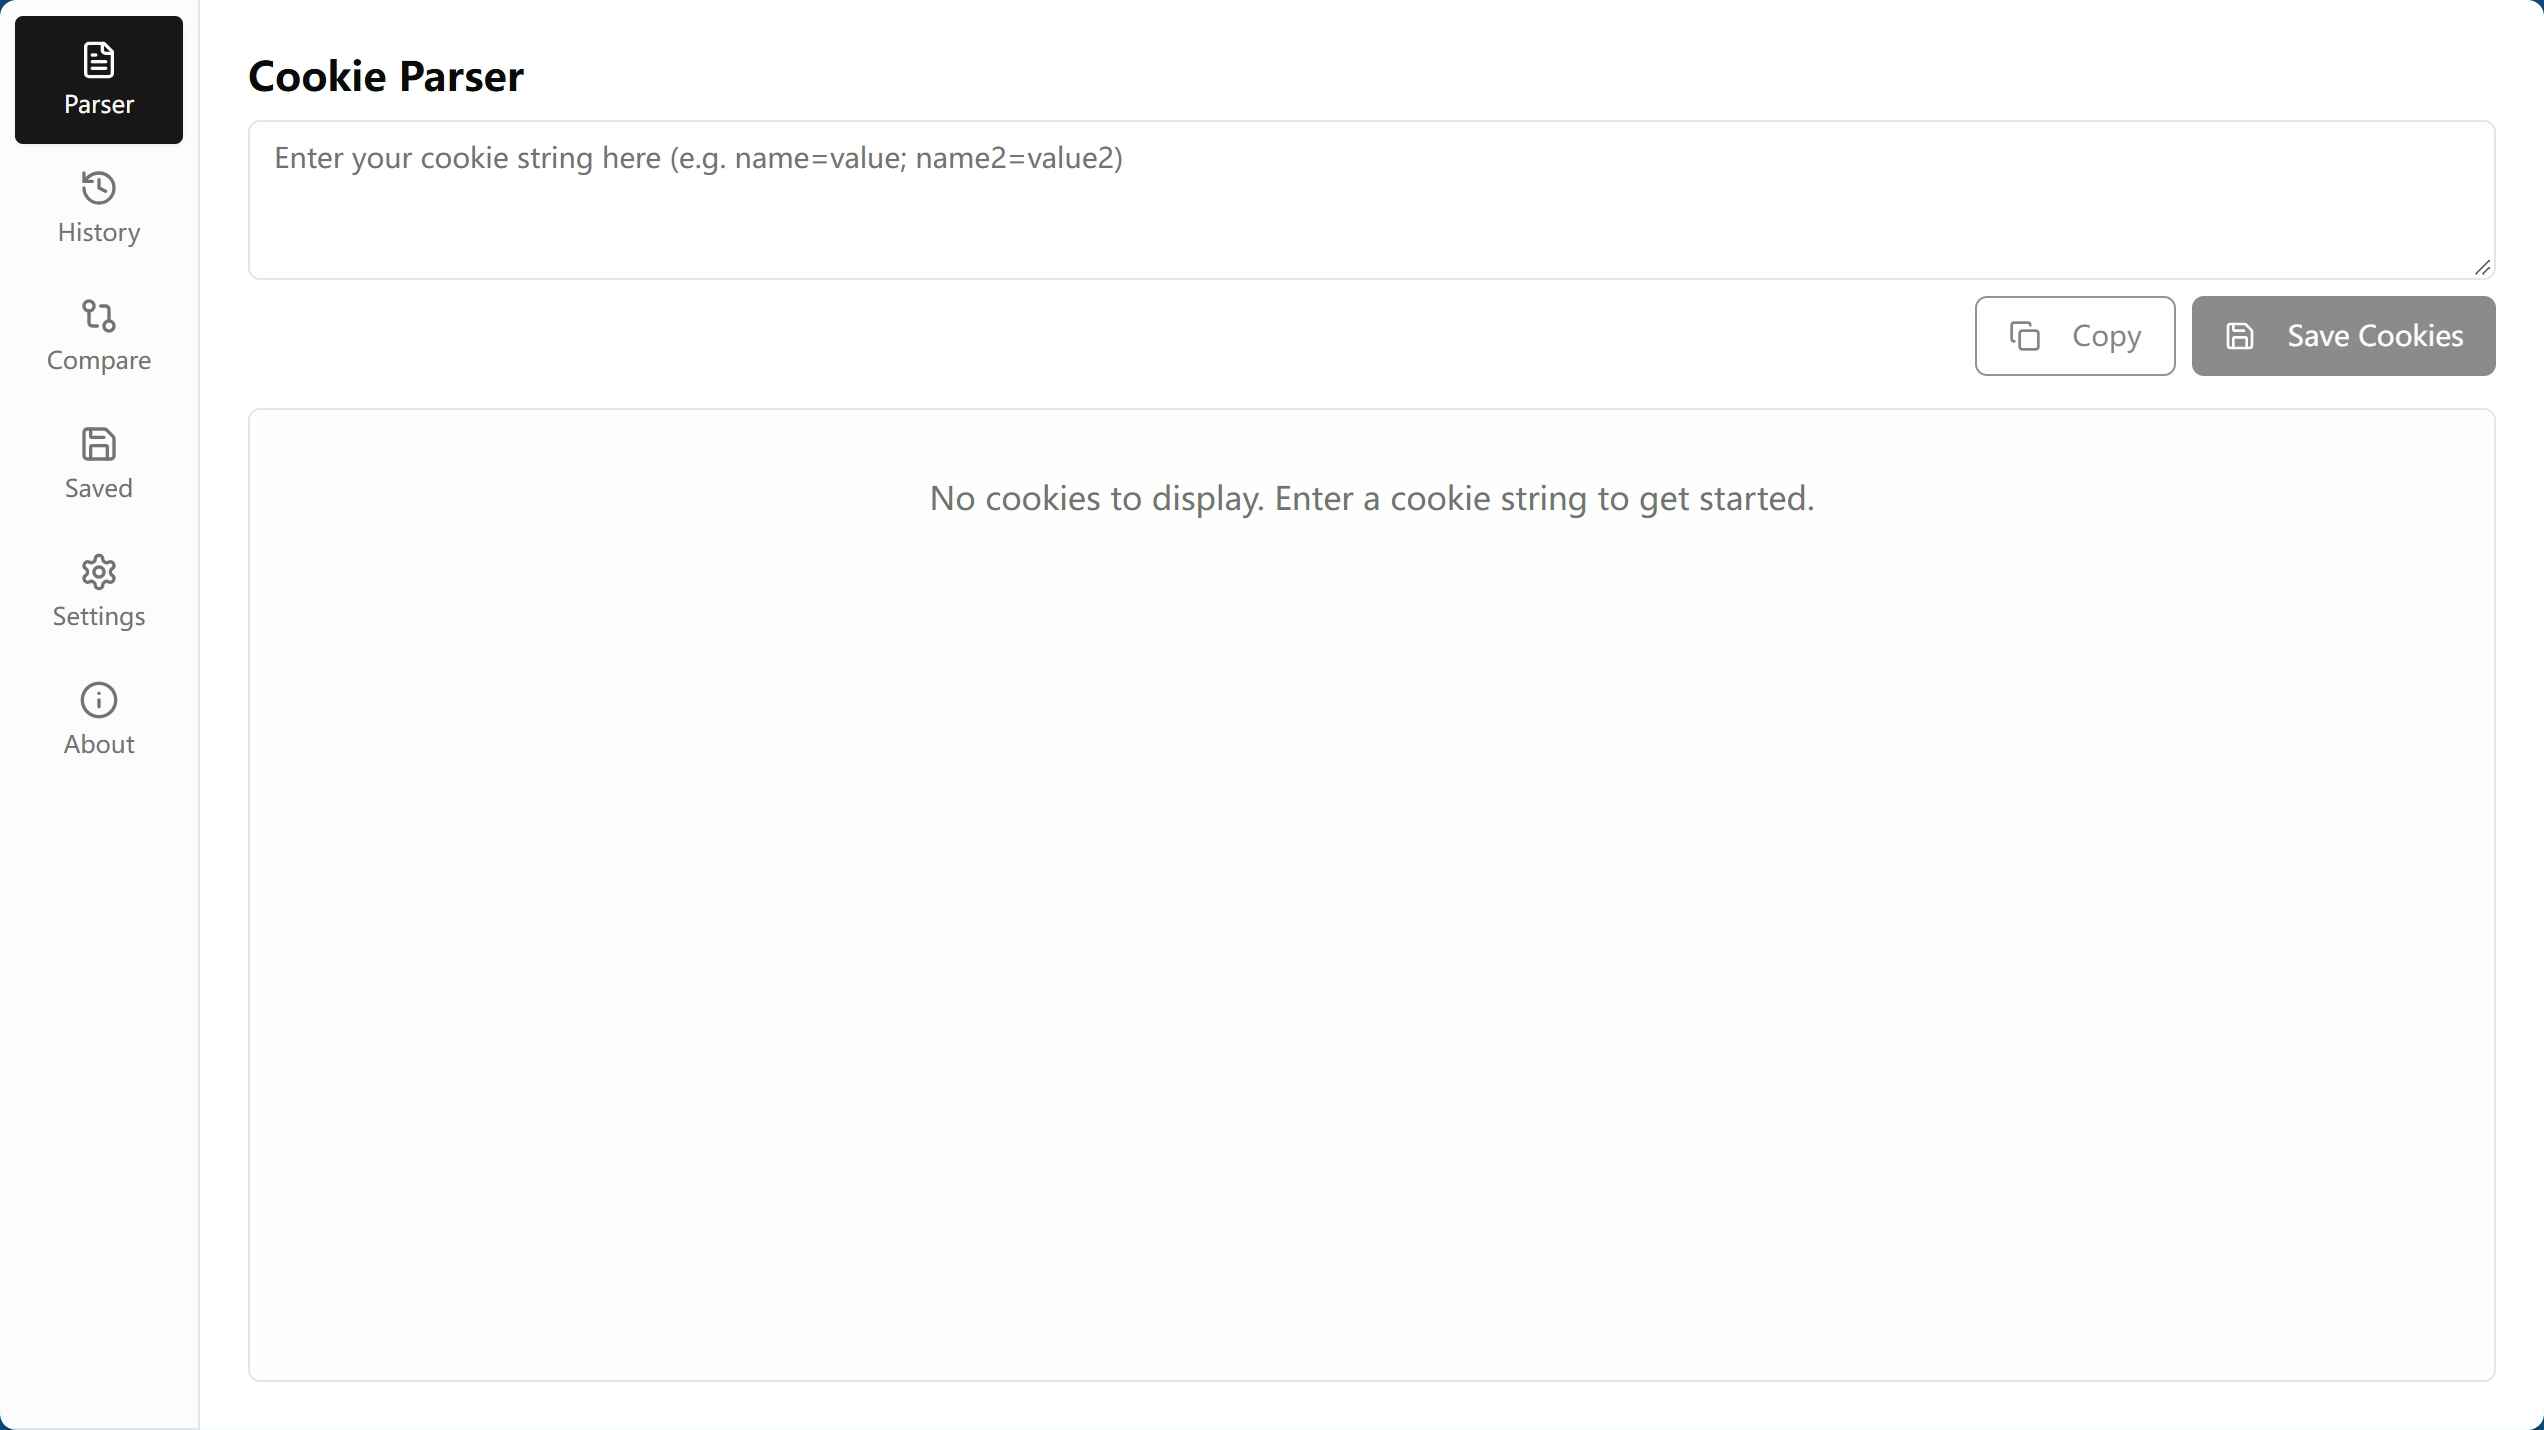 Parser
History
Compare
Saved
Settings
About
Cookie Parser
Enter your cookie string here (e.g. name=value; name2=value2)
Copy
Save Cookies
No cookies to display. Enter a cookie string to get started.